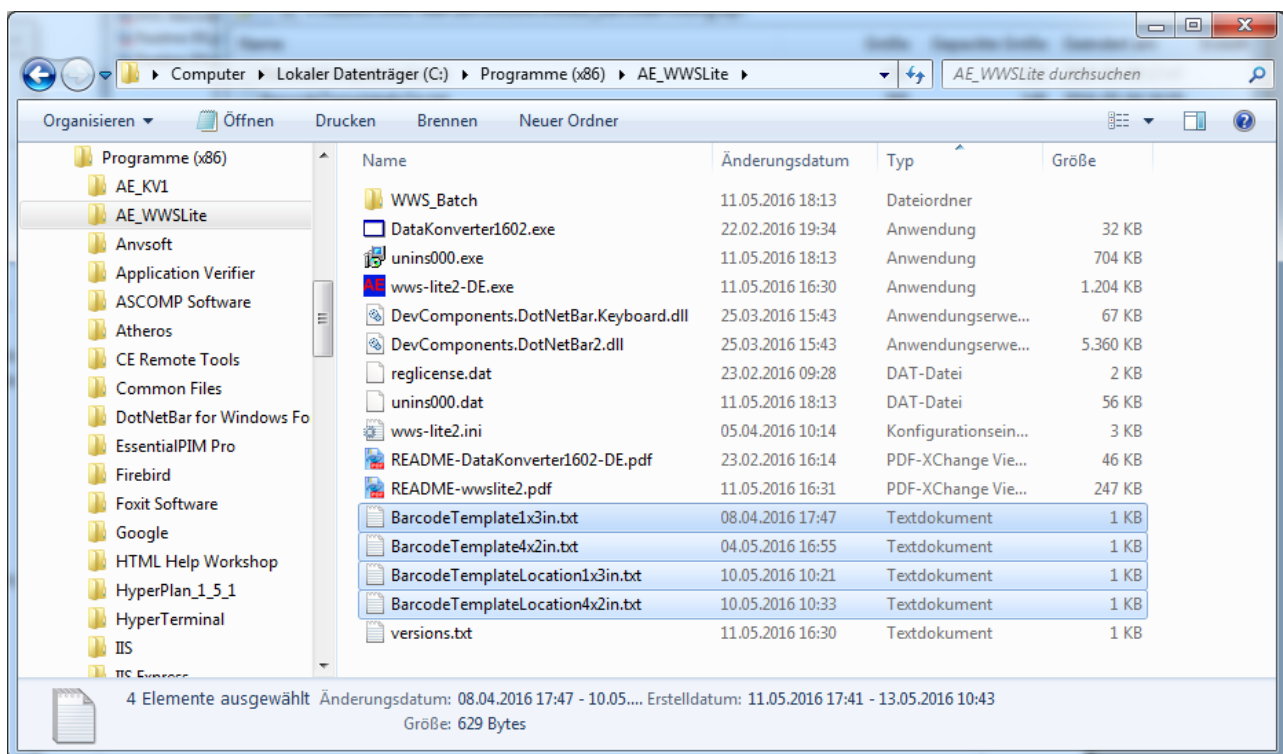 Computer ▸ Lokaler Datenträger (C:) ▸ Programme (x86) ▸ AE_WWSLite ▸
AE_WWSLite durchsuchen
Organisieren Öffnen Drucken Brennen Neuer Ordner
Programme (x86)
AE_KV1
AE_WWSLite
Anvsoft
Application Verifier
ASCOMP Software
Atheros
CE Remote Tools
Common Files
DotNetBar for Windows Fo
EssentialPIM Pro
Firebird
Foxit Software
Google
HTML Help Workshop
HyperPlan_1_5_1
HyperTerminal
IIS
IIS Express
Name Änderungsdatum Typ Größe
WWS_Batch 11.05.2016 18:13 Dateiordner
DataKonverter1602.exe 22.02.2016 19:34 Anwendung 32 KB
unins000.exe 11.05.2016 18:13 Anwendung 704 KB
AE wws-lite2-DE.exe 11.05.2016 16:30 Anwendung 1.204 KB
DevComponents.DotNetBar.Keyboard.dll 25.03.2016 15:43 Anwendungserwe... 67 KB
DevComponents.DotNetBar2.dll 25.03.2016 15:43 Anwendungserwe... 5.360 KB
reglicense.dat 23.02.2016 09:28 DAT-Datei 2 KB
unins000.dat 11.05.2016 18:13 DAT-Datei 56 KB
wws-lite2.ini 05.04.2016 10:14 Konfigurationsein... 3 KB
README-DataKonverter1602-DE.pdf 23.02.2016 16:14 PDF-XChange Vie... 46 KB
README-wwslite2.pdf 11.05.2016 16:31 PDF-XChange Vie... 247 KB
BarcodeTemplate1x3in.txt 08.04.2016 17:47 Textdokument 1 KB
BarcodeTemplate4x2in.txt 04.05.2016 16:55 Textdokument 1 KB
BarcodeTemplateLocation1x3in.txt 10.05.2016 10:21 Textdokument 1 KB
BarcodeTemplateLocation4x2in.txt 10.05.2016 10:33 Textdokument 1 KB
versions.txt 11.05.2016 16:30 Textdokument 1 KB
4 Elemente ausgewählt Änderungsdatum: 08.04.2016 17:47 - 10.05.... Erstelldatum: 11.05.2016 17:41 - 13.05.2016 10:43
Größe: 629 Bytes